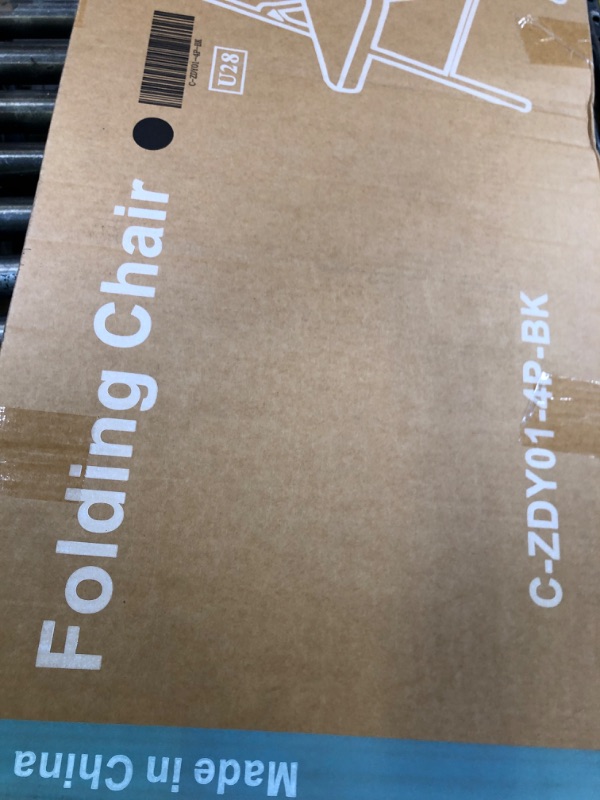 Folding Chair
C-ZDY01-4P-BK
U28
C-ZDY01-4P-BK
Made in China